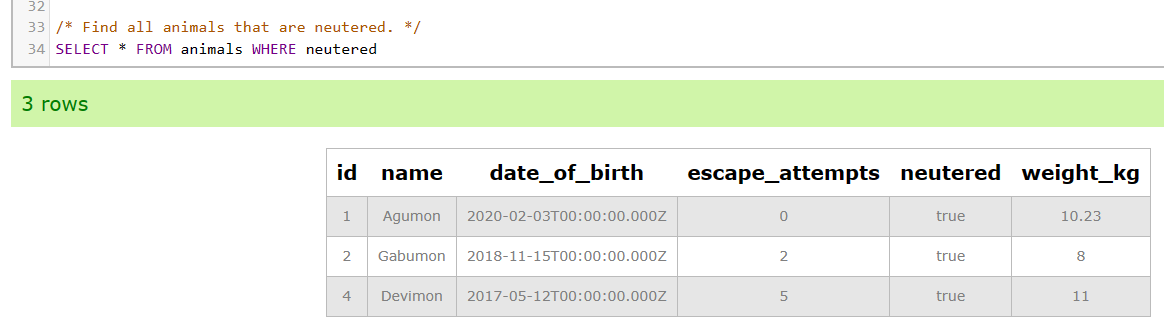 32
33 /* Find all animals that are neutered. */
34 SELECT * FROM animals WHERE neutered
3 rows
id name date_of_birth escape_attempts neutered weight_kg
1 Agumon 2020-02-03T00:00:00.000Z 0 true 10.23
2 Gabumon 2018-11-15T00:00:00.000Z 2 true 8
4 Devimon 2017-05-12T00:00:00.000Z 5 true 11